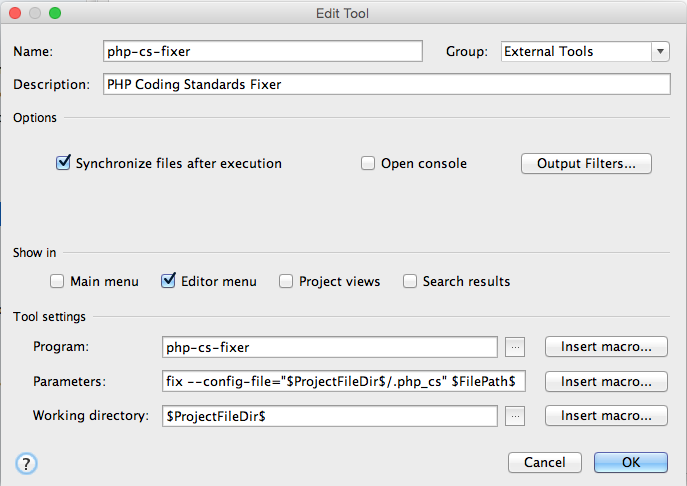 Edit Tool
Name: php-cs-fixer Group: External Tools
Description: PHP Coding Standards Fixer
Options
Synchronize files after execution Open console Output Filters...
Show in
Main menu Editor menu Project views Search results
Tool settings
Program: php-cs-fixer ... Insert macro...
Parameters: fix --config-file="$ProjectFileDir$/.php_cs" $FilePath$ Insert macro...
Working directory: $ProjectFileDir$ ... Insert macro...
? Cancel OK